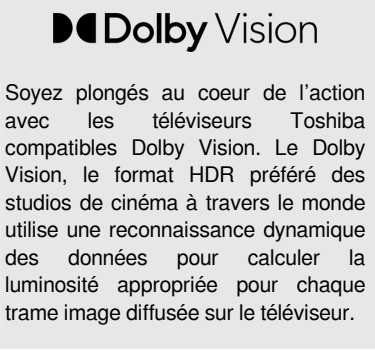 Dolby Vision
Soyez plongés au coeur de l'action
avec les téléviseurs Toshiba
compatibles Dolby Vision. Le Dolby
Vision, le format HDR préféré des
studios de cinéma à travers le monde
utilise une reconnaissance dynamique
des données pour calculer la
luminosité appropriée pour chaque
trame image diffusée sur le téléviseur.